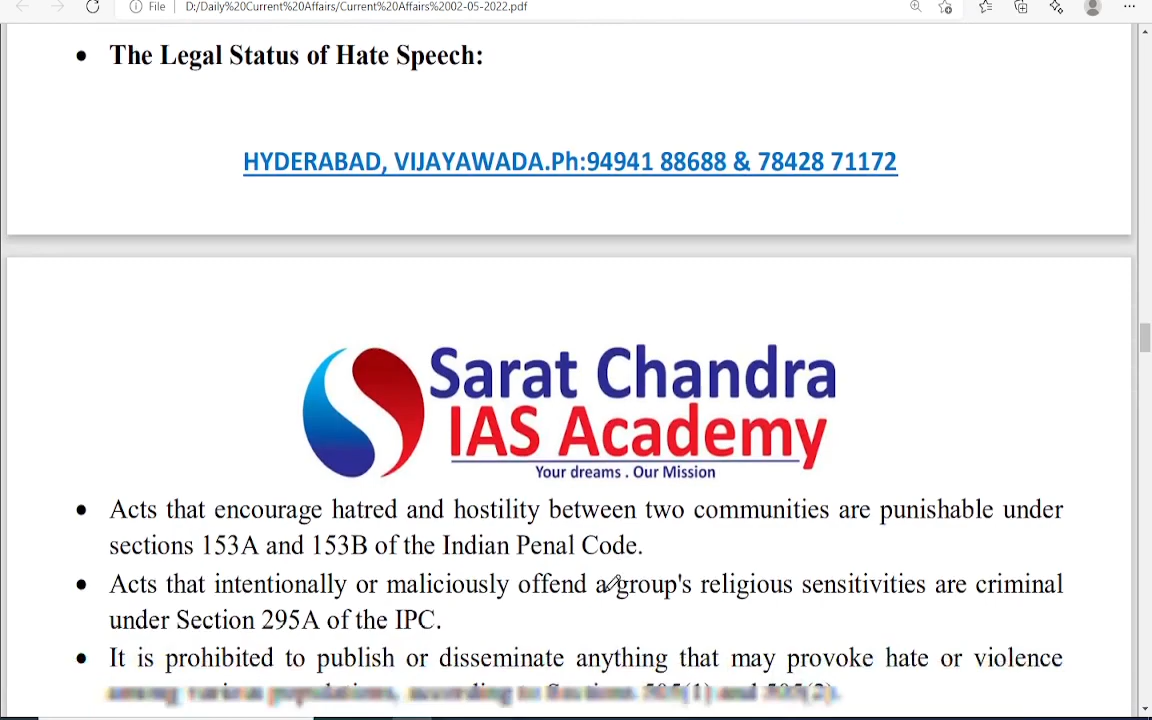 File
D:/Daily%20Current%20Affairs/Current%20Affairs%2002-05-2022.pdf
• The Legal Status of Hate Speech:
HYDERABAD, VIJAYAWADA.Ph:94941 88688 & 78428 71172
Sarat Chandra
IAS Academy
Your dreams . Our Mission
• Acts that encourage hatred and hostility between two communities are punishable under
sections 153A and 153B of the Indian Penal Code.
• Acts that intentionally or maliciously offend a group's religious sensitivities are criminal
under Section 295A of the IPC.
• It is prohibited to publish or disseminate anything that may provoke hate or violence